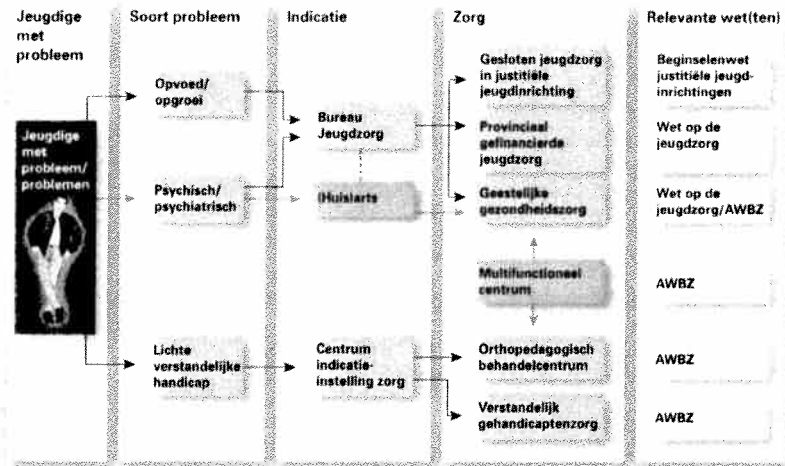 Jeugdige
met
probleem
Soort probleem
Indicatie
Zorg
Relevante wet(ten)
Jeugdige
met
probleem/
problemen
Opvoed/
opgroei
Psychisch/
psychiatrisch
Lichte
verstandelijke
handicap
Bureau
Jeugdzorg
(Huis)arts
Centrum
indicatie-
instelling zorg
Gesloten jeugdzorg
in justitiële
jeugdinrichting
Provinciaal
gefinancierde
jeugdzorg
Geestelijke
gezondheidszorg
Multifunctioneel
centrum
Orthopedagogisch
behandelcentrum
Verstandelijk
gehandicaptenzorg
Beginselenwet
justitiële jeugd-
inrichtingen
Wet op de
jeugdzorg
Wet op de
jeugdzorg/AWBZ
AWBZ
AWBZ
AWBZ